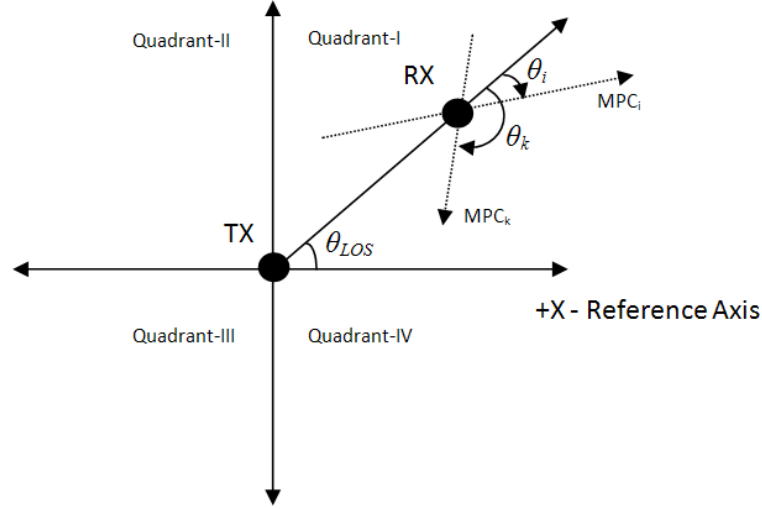 Quadrant-II
Quadrant-I
RX
θi
MPCi
θk
MPCk
TX
θLOS
+X - Reference Axis
Quadrant-III
Quadrant-IV